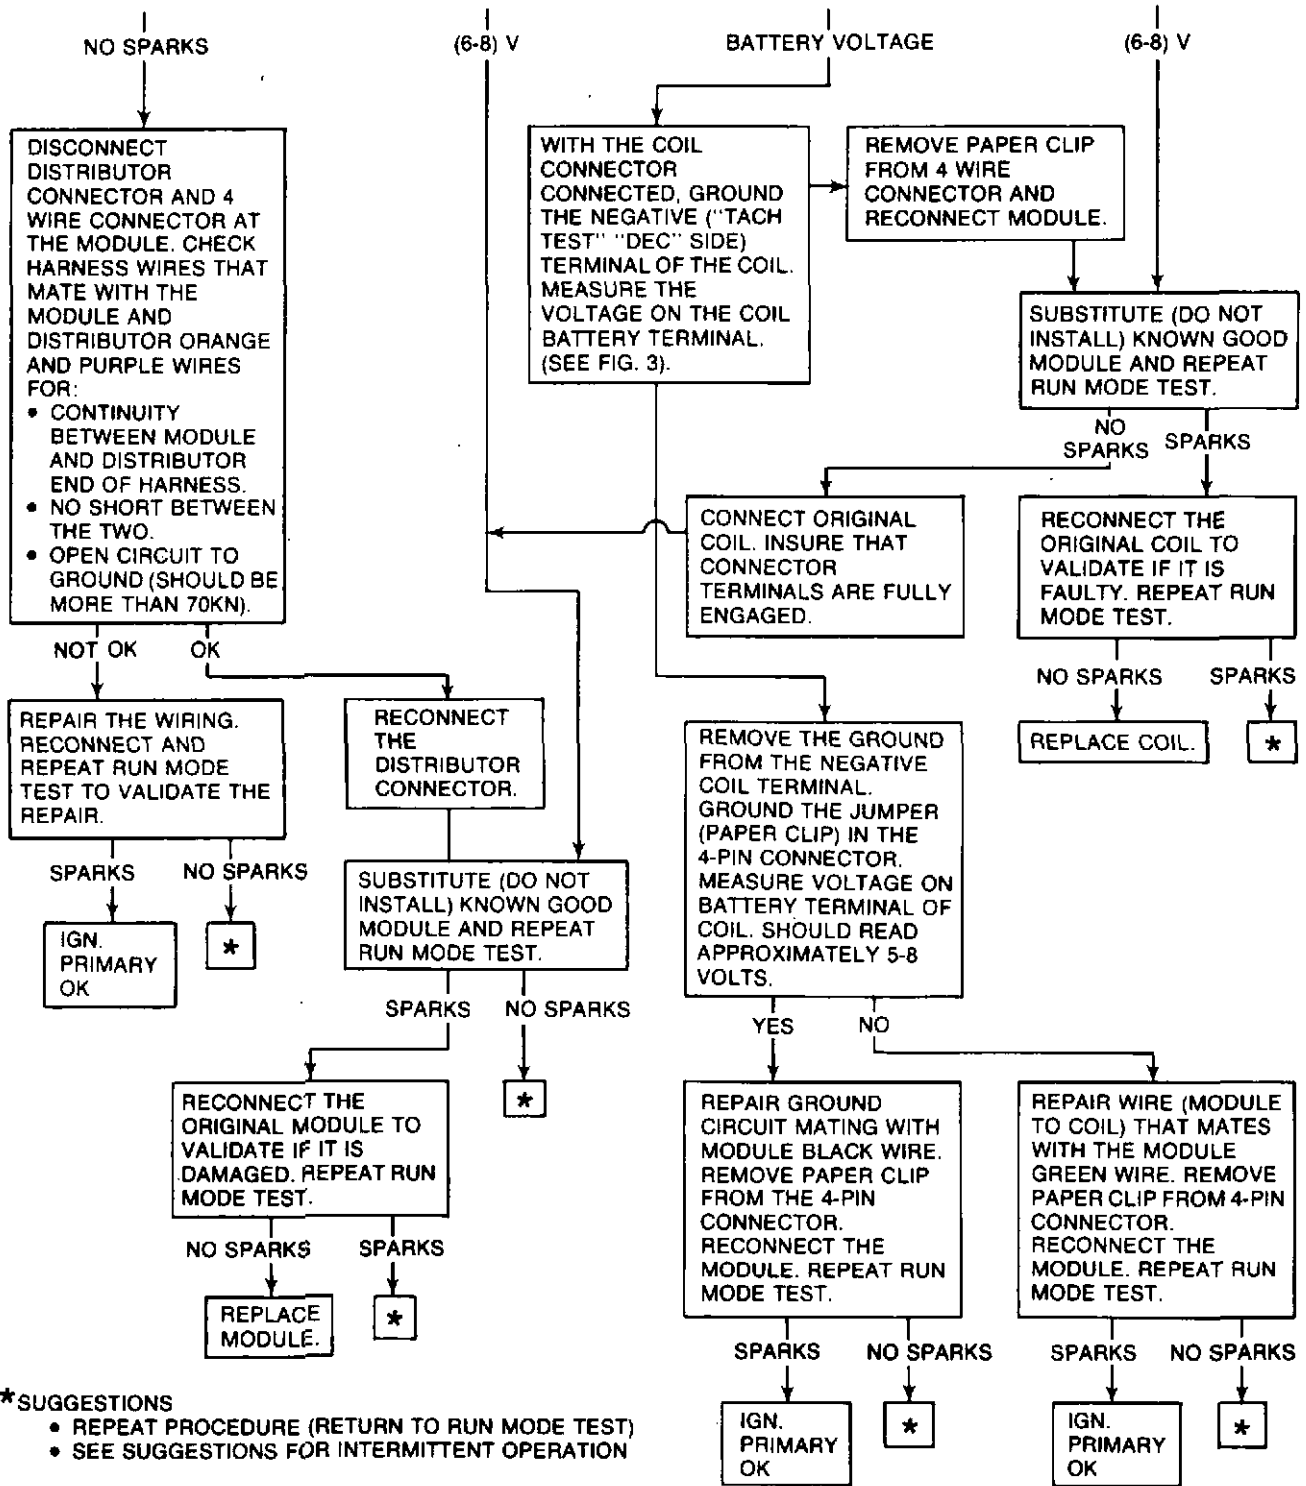 NO SPARKS
(6-8) V
BATTERY VOLTAGE
(6-8) V
DISCONNECT
DISTRIBUTOR
CONNECTOR AND 4
WIRE CONNECTOR AT
THE MODULE. CHECK
HARNESS WIRES THAT
MATE WITH THE
MODULE AND
DISTRIBUTOR ORANGE
AND PURPLE WIRES
FOR:
• CONTINUITY
BETWEEN MODULE
AND DISTRIBUTOR
END OF HARNESS.
• NO SHORT BETWEEN
THE TWO.
• OPEN CIRCUIT TO
GROUND (SHOULD BE
MORE THAN 70KN).
WITH THE COIL
CONNECTOR
CONNECTED, GROUND
THE NEGATIVE ("TACH
TEST" "DEC" SIDE)
TERMINAL OF THE COIL.
MEASURE THE
VOLTAGE ON THE COIL
BATTERY TERMINAL.
(SEE FIG. 3).
REMOVE PAPER CLIP
FROM 4 WIRE
CONNECTOR AND
RECONNECT MODULE.
SUBSTITUTE (DO NOT
INSTALL) KNOWN GOOD
MODULE AND REPEAT
RUN MODE TEST.
NO
SPARKS
SPARKS
CONNECT ORIGINAL
COIL. INSURE THAT
CONNECTOR
TERMINALS ARE FULLY
ENGAGED.
RECONNECT THE
ORIGINAL COIL TO
VALIDATE IF IT IS
FAULTY. REPEAT RUN
MODE TEST.
NO SPARKS
SPARKS
REPLACE COIL.
*
NOT OK
OK
REPAIR THE WIRING.
RECONNECT AND
REPEAT RUN MODE
TEST TO VALIDATE THE
REPAIR.
RECONNECT
THE
DISTRIBUTOR
CONNECTOR.
REMOVE THE GROUND
FROM THE NEGATIVE
COIL TERMINAL.
GROUND THE JUMPER
(PAPER CLIP) IN THE
4-PIN CONNECTOR.
MEASURE VOLTAGE ON
BATTERY TERMINAL OF
COIL. SHOULD READ
APPROXIMATELY 5-8
VOLTS.
SPARKS
NO SPARKS
IGN.
PRIMARY
OK
*
SUBSTITUTE (DO NOT
INSTALL) KNOWN GOOD
MODULE AND REPEAT
RUN MODE TEST.
SPARKS
NO SPARKS
*
YES
NO
RECONNECT THE
ORIGINAL MODULE TO
VALIDATE IF IT IS
DAMAGED. REPEAT RUN
MODE TEST.
NO SPARKS
SPARKS
REPLACE
MODULE.
*
REPAIR GROUND
CIRCUIT MATING WITH
MODULE BLACK WIRE.
REMOVE PAPER CLIP
FROM THE 4-PIN
CONNECTOR.
RECONNECT THE
MODULE. REPEAT RUN
MODE TEST.
REPAIR WIRE (MODULE
TO COIL) THAT MATES
WITH THE MODULE
GREEN WIRE. REMOVE
PAPER CLIP FROM 4-PIN
CONNECTOR.
RECONNECT THE
MODULE. REPEAT RUN
MODE TEST.
SPARKS
NO SPARKS
SPARKS
NO SPARKS
IGN.
PRIMARY
OK
*
IGN.
PRIMARY
OK
*
*SUGGESTIONS
• REPEAT PROCEDURE (RETURN TO RUN MODE TEST)
• SEE SUGGESTIONS FOR INTERMITTENT OPERATION